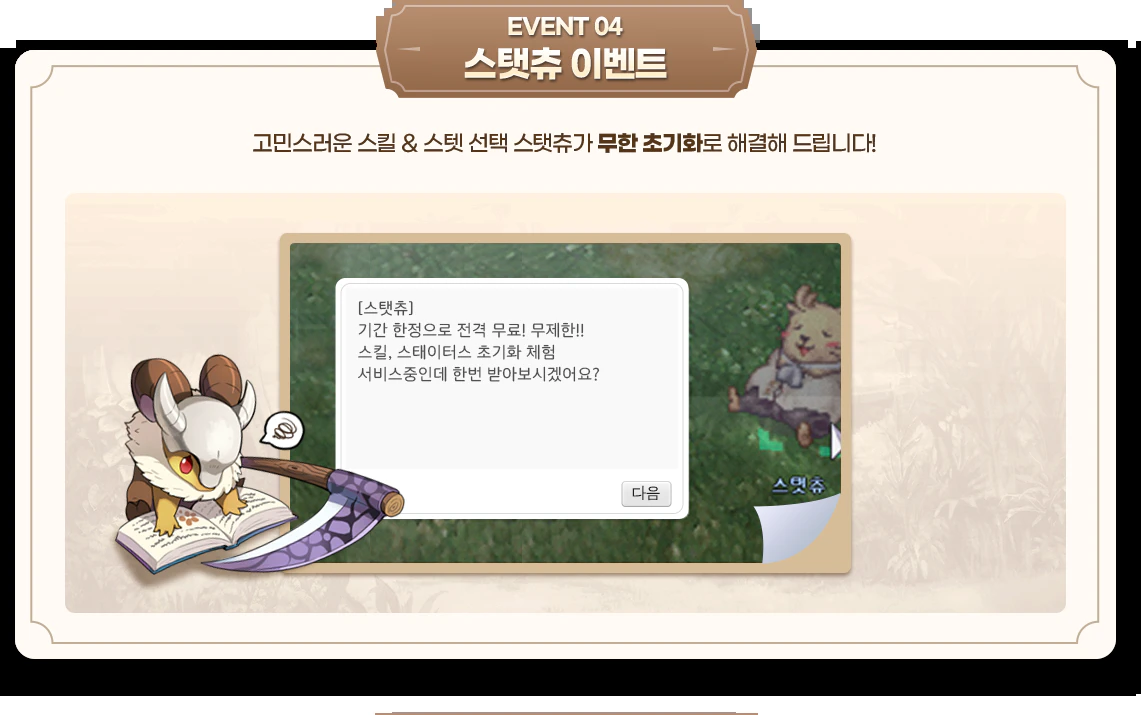 EVENT 04
스탯츄 이벤트
고민스러운 스킬 & 스텟 선택 스탯츄가 무한 초기화로 해결해 드립니다!
[스탯츄]
기간 한정으로 전격 무료! 무제한!!
스킬, 스태이터스 초기화 체험
서비스중인데 한번 받아보시겠어요?
다음
스탯츄